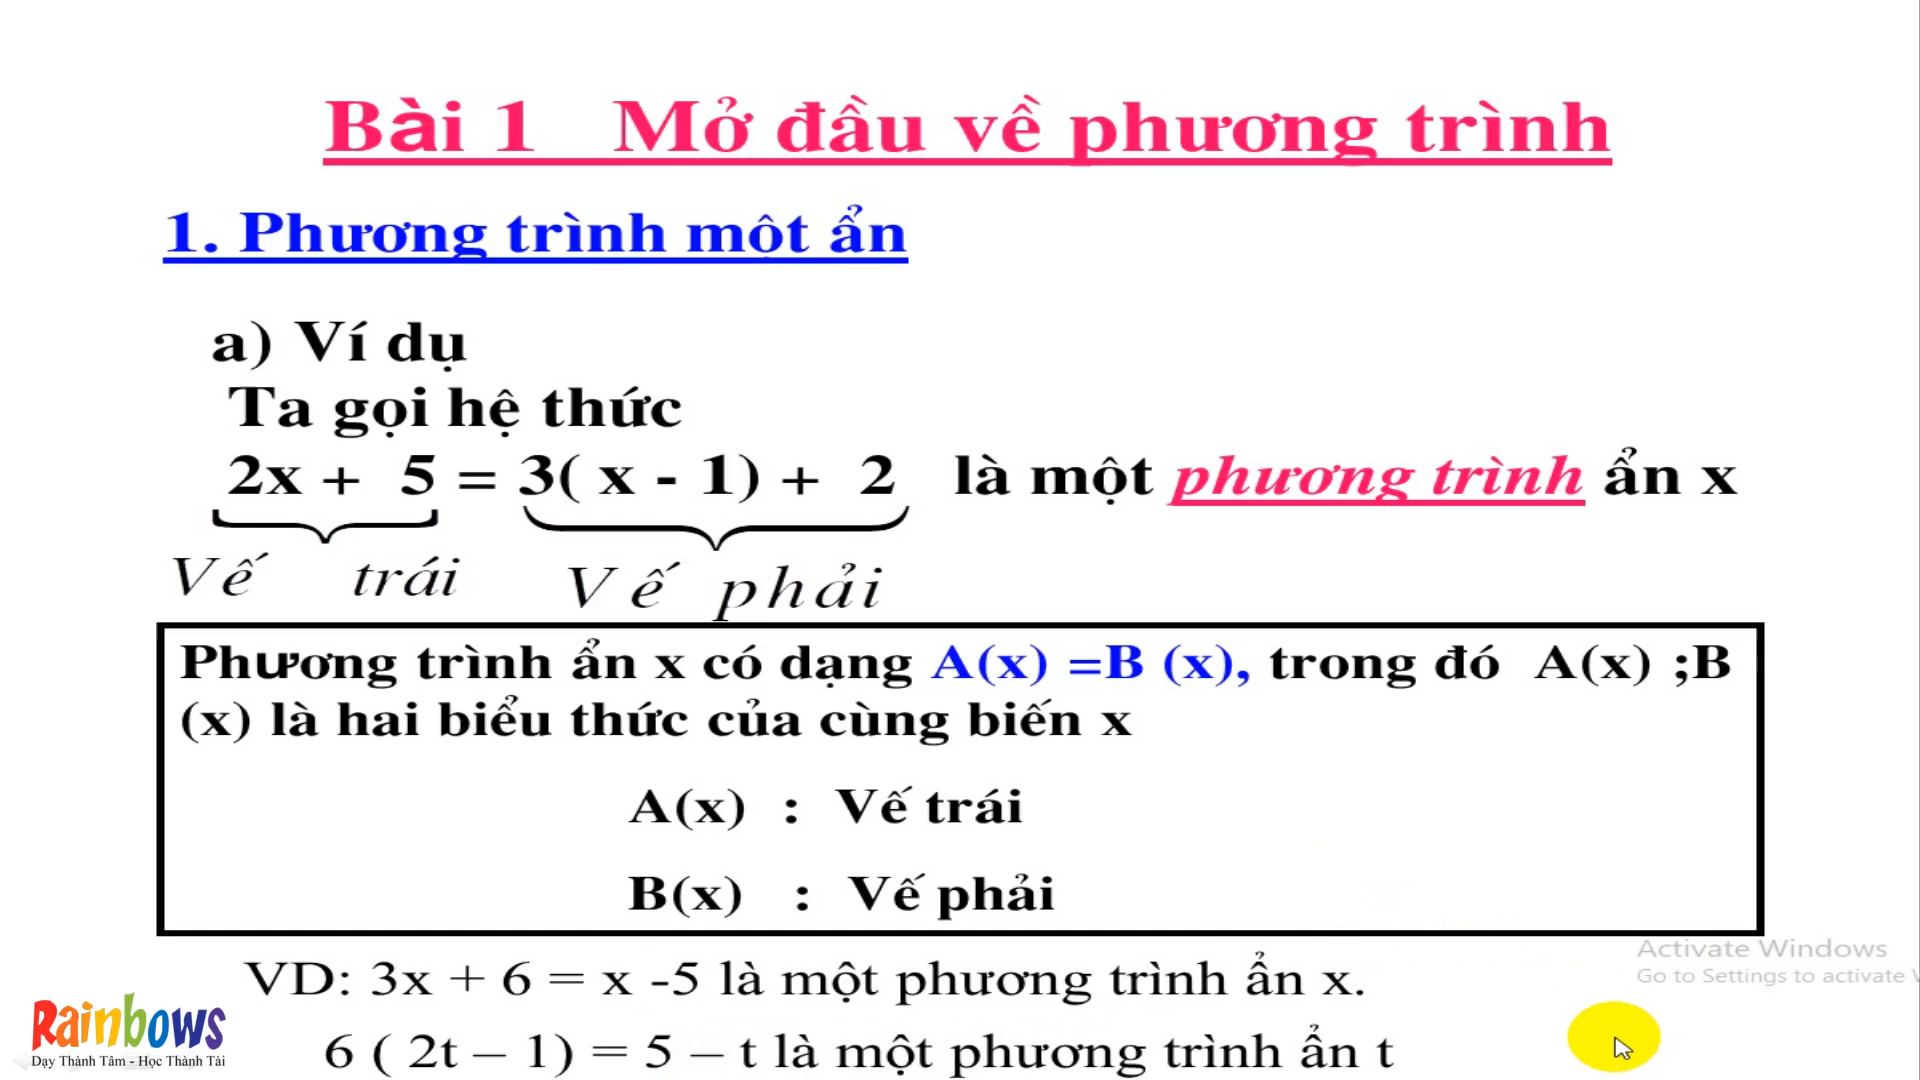 Bài 1 Mở đầu về phương trình
1. Phương trình một ẩn
a) Ví dụ
Ta gọi hệ thức
2x + 5 = 3( x - 1) + 2 là một phương trình ẩn x
Vế trái Vế phải
Phương trình ẩn x có dạng A(x) =B (x), trong đó A(x) ;B
(x) là hai biểu thức của cùng biến x
A(x) : Vế trái
B(x) : Vế phải
VD: 3x + 6 = x -5 là một phương trình ẩn x.
6 ( 2t – 1) = 5 – t là một phương trình ẩn t
Activate Windows
Go to Settings to activate
Rainbows
Dạy Thành Tâm - Học Thành Tài